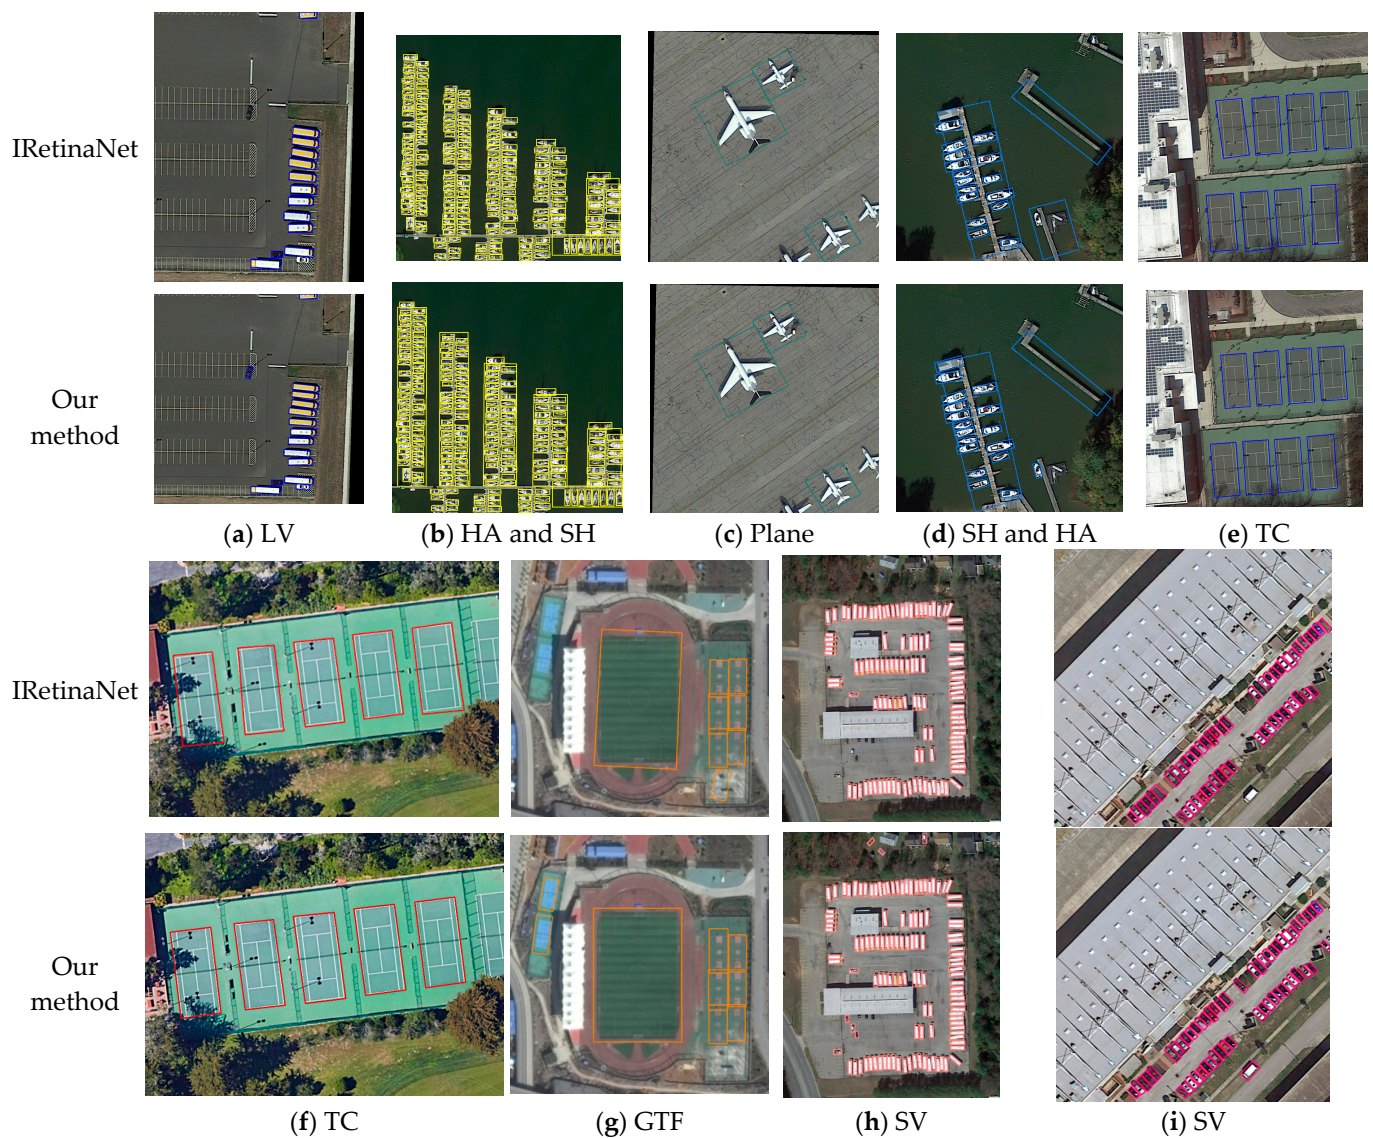 IRetinaNet
Our
method
(a) LV
(b) HA and SH
(c) Plane
(d) SH and HA
(e) TC
IRetinaNet
Our
method
(f) TC
(g) GTF
(h) SV
(i) SV